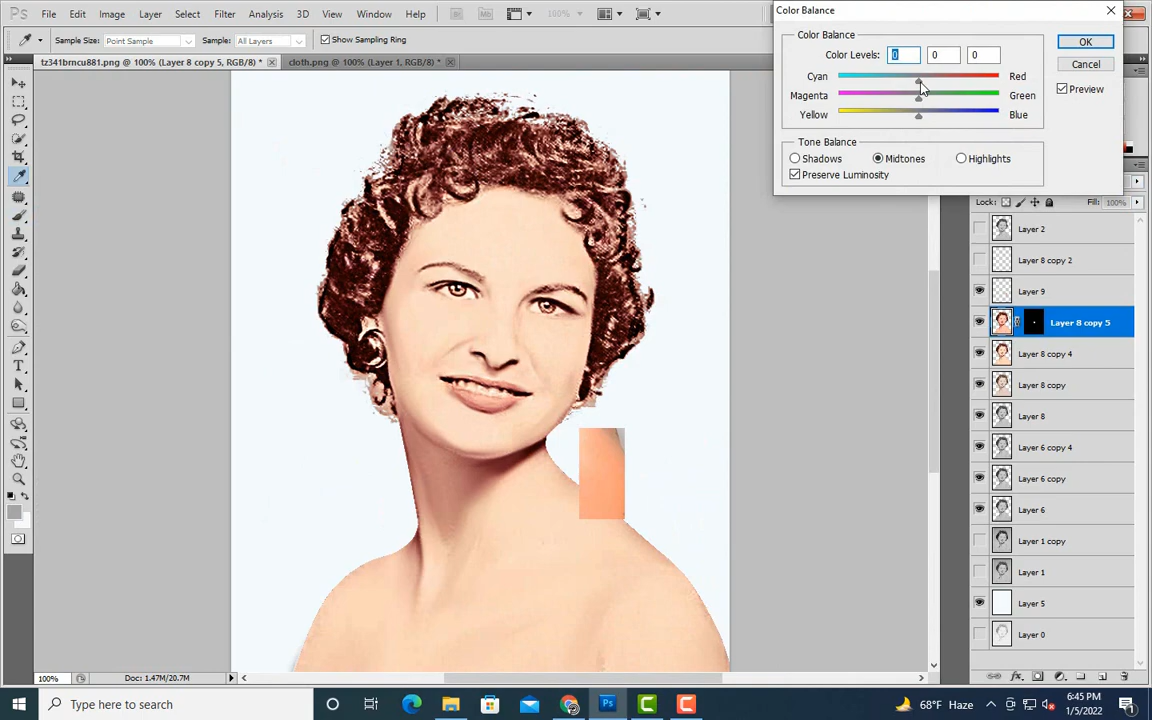 Ps File Edit Image Layer Select Filter Analysis 3D View Window Help Br Mb 100%
Color Balance
Sample Size: Point Sample Sample: All Layers Show Sampling Ring
tz341brncu881.png @ 100% (Layer 8 copy 5, RGB/8) * cloth.png @ 100% (Layer 1, RGB/8) *
Color Balance
Color Levels: 0 0 0
OK
Cancel
Preview
Cyan Red
Magenta Green
Yellow Blue
Tone Balance
Shadows Midtones Highlights
Preserve Luminosity
Lock: Fill: 100%
Layer 2
Layer 8 copy 2
Layer 9
Layer 8 copy 5
Layer 8 copy 4
Layer 8 copy
Layer 8
Layer 6 copy 4
Layer 6 copy
Layer 6
Layer 1 copy
Layer 1
Layer 5
Layer 0
100% Doc: 1.47M/20.7M
Type here to search
Ps
68°F Haze
6:45 PM
1/5/2022
1